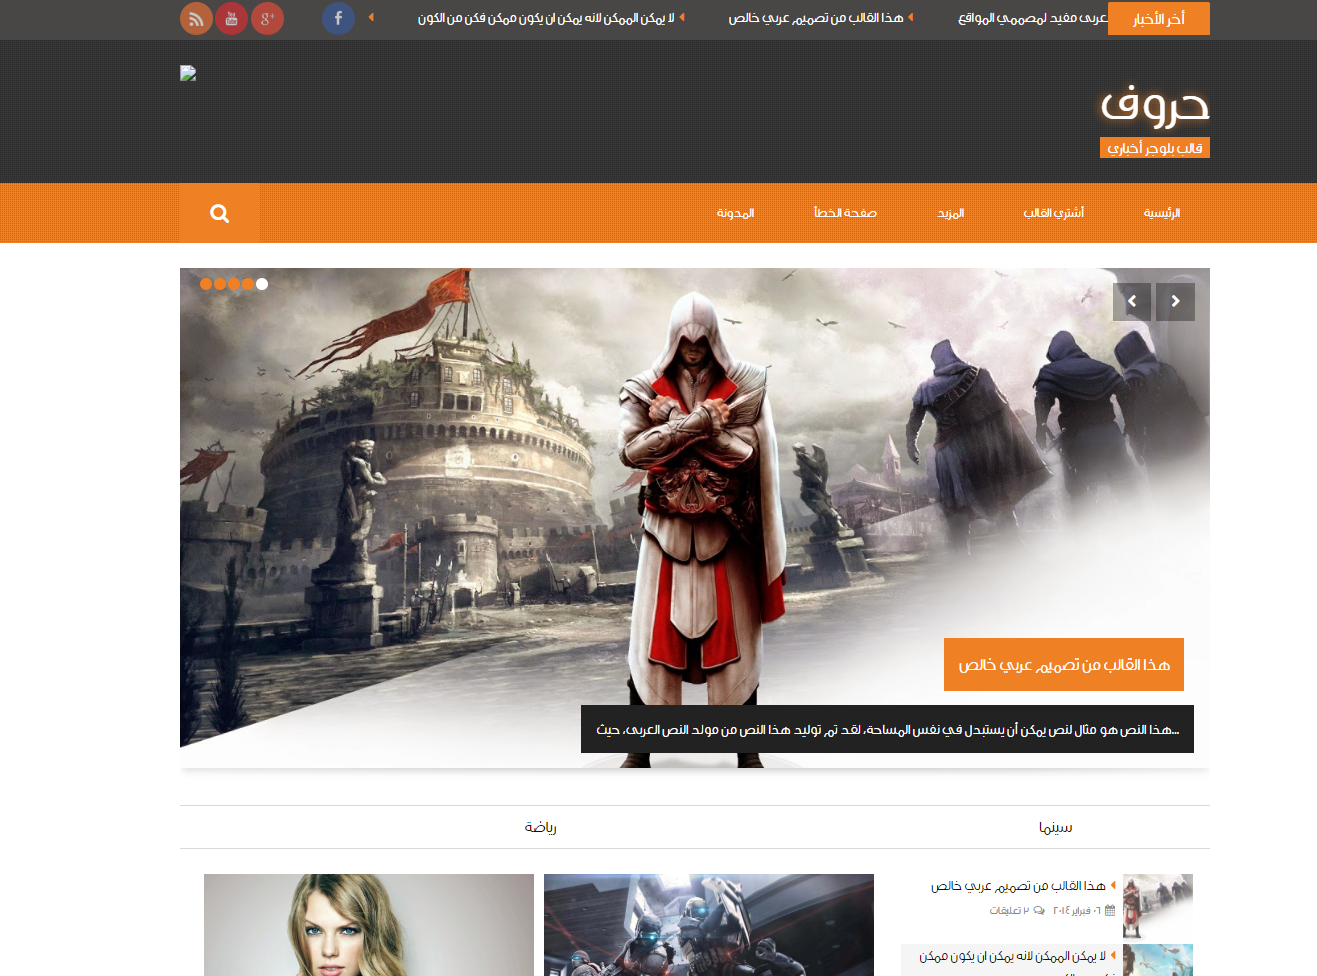 أخر الأخبار
عربى مفيد لمصممي المواقع
هذا القالب من تصميم عربي خالص
لا يمكن الممكن لانه يمكن ان يكون ممكن فكن من الكون
حروف
قالب بلوجر أخباري
الرئيسية
أشتري القالب
المزيد
صفحة الخطأ
المدونة
هذا القالب من تصميم عربي خالص
هذا النص هو مثال لنص يمكن أن يستبدل في نفس المساحة، لقد تم توليد هذا النص من مولد النص العربى، حيث...
سينما
رياضة
هذا القالب من تصميم عربي خالص
٠٦ فبراير ٢٠١٤
٢ تعليقات
لا يمكن الممكن لانه يمكن ان يكون ممكن